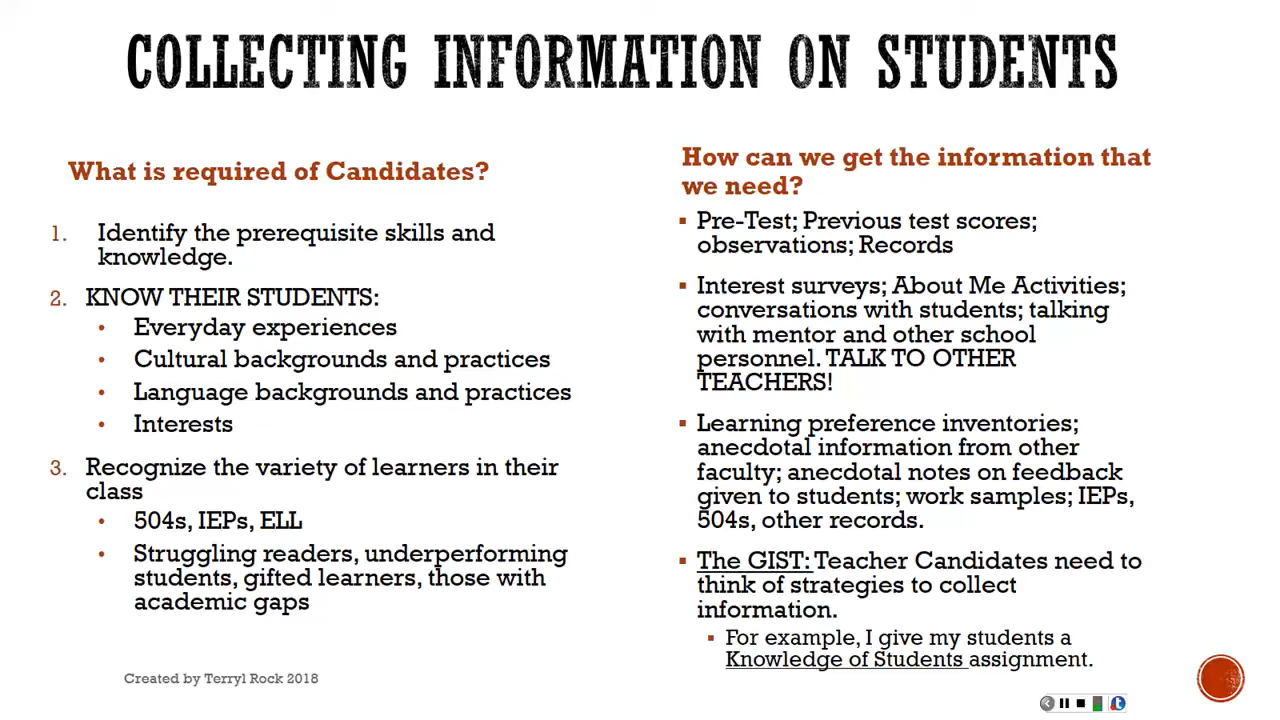 COLLECTING INFORMATION ON STUDENTS
What is required of Candidates?
1. Identify the prerequisite skills and
knowledge.
2. KNOW THEIR STUDENTS:
• Everyday experiences
• Cultural backgrounds and practices
• Language backgrounds and practices
• Interests
3. Recognize the variety of learners in their
class
• 504s, IEPs, ELL
• Struggling readers, underperforming
students, gifted learners, those with
academic gaps
How can we get the information that
we need?
▪ Pre-Test; Previous test scores;
observations; Records
▪ Interest surveys; About Me Activities;
conversations with students; talking
with mentor and other school
personnel. TALK TO OTHER
TEACHERS!
▪ Learning preference inventories;
anecdotal information from other
faculty; anecdotal notes on feedback
given to students; work samples; IEPs,
504s, other records.
▪ The GIST: Teacher Candidates need to
think of strategies to collect
information.
▪ For example, I give my students a
Knowledge of Students assignment.
Created by Terryl Rock 2018